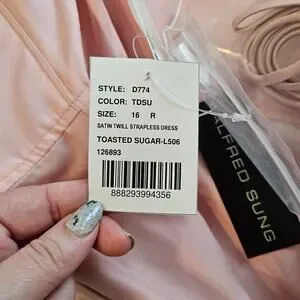 STYLE: D774
COLOR: TDSU
SIZE: 16 R
SATIN TWILL STRAPLESS DRESS
TOASTED SUGAR-L506
126893
888293994356
ALFRED SUNG